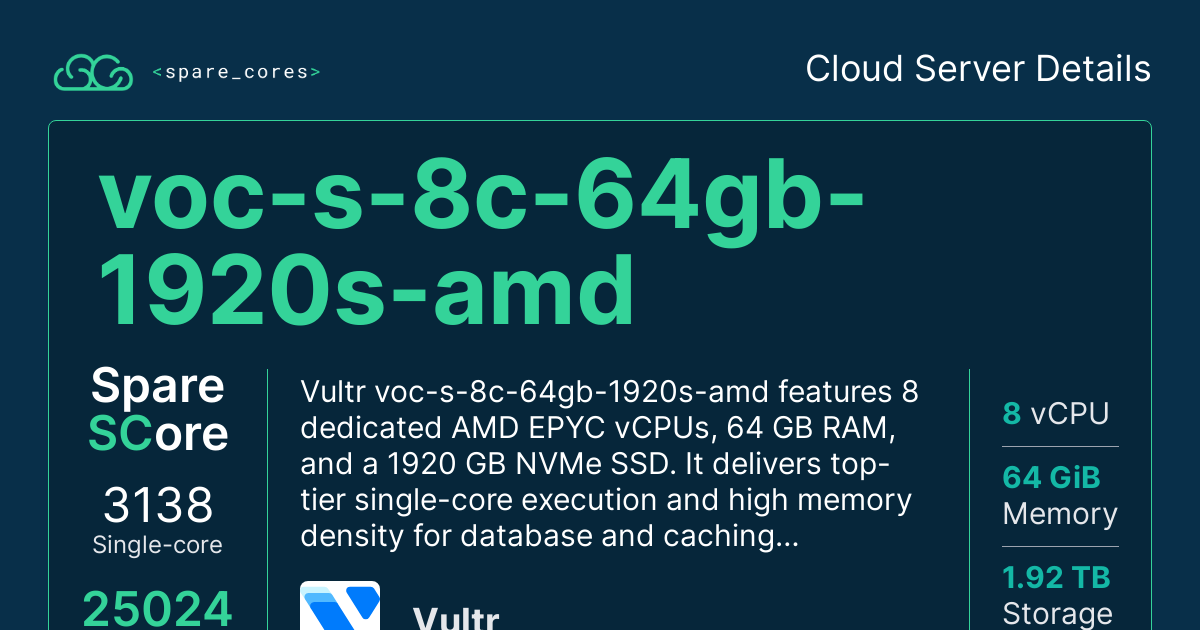 <spare_cores>
Cloud Server Details
voc-s-8c-64gb-
1920s-amd
Spare
SCore
3138
Single-core
25024
Vultr voc-s-8c-64gb-1920s-amd features 8
dedicated AMD EPYC vCPUs, 64 GB RAM,
and a 1920 GB NVMe SSD. It delivers top-
tier single-core execution and high memory
density for database and caching...
Vultr
8 vCPU
64 GiB
Memory
1.92 TB
Storage